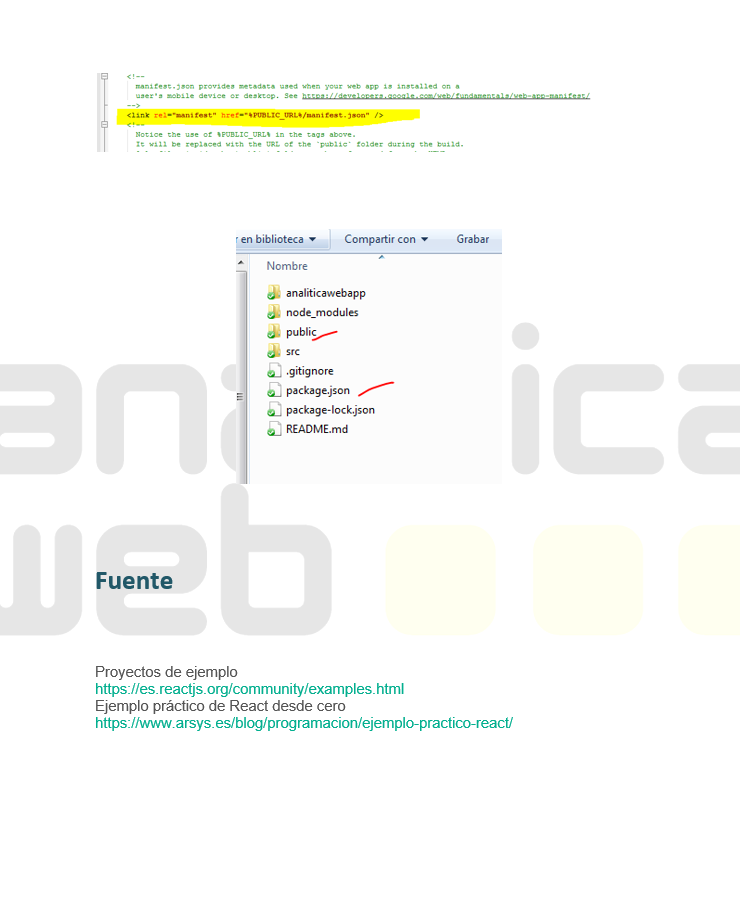 <!--
manifest.json provides metadata used when your web app is installed on a
user's mobile device or desktop. See https://developers.google.com/web/fundamentals/web-app-manifest/
-->
<link rel="manifest" href="%PUBLIC_URL%/manifest.json" />
<!--
Notice the use of %PUBLIC_URL% in the tags above.
It will be replaced with the URL of the `public` folder during the build.
en biblioteca
Compartir con
Grabar
Nombre
analiticawebapp
node_modules
public
src
.gitignore
package.json
package-lock.json
README.md
web
Fuente
Proyectos de ejemplo
https://es.reactjs.org/community/examples.html
Ejemplo práctico de React desde cero
https://www.arsys.es/blog/programacion/ejemplo-practico-react/